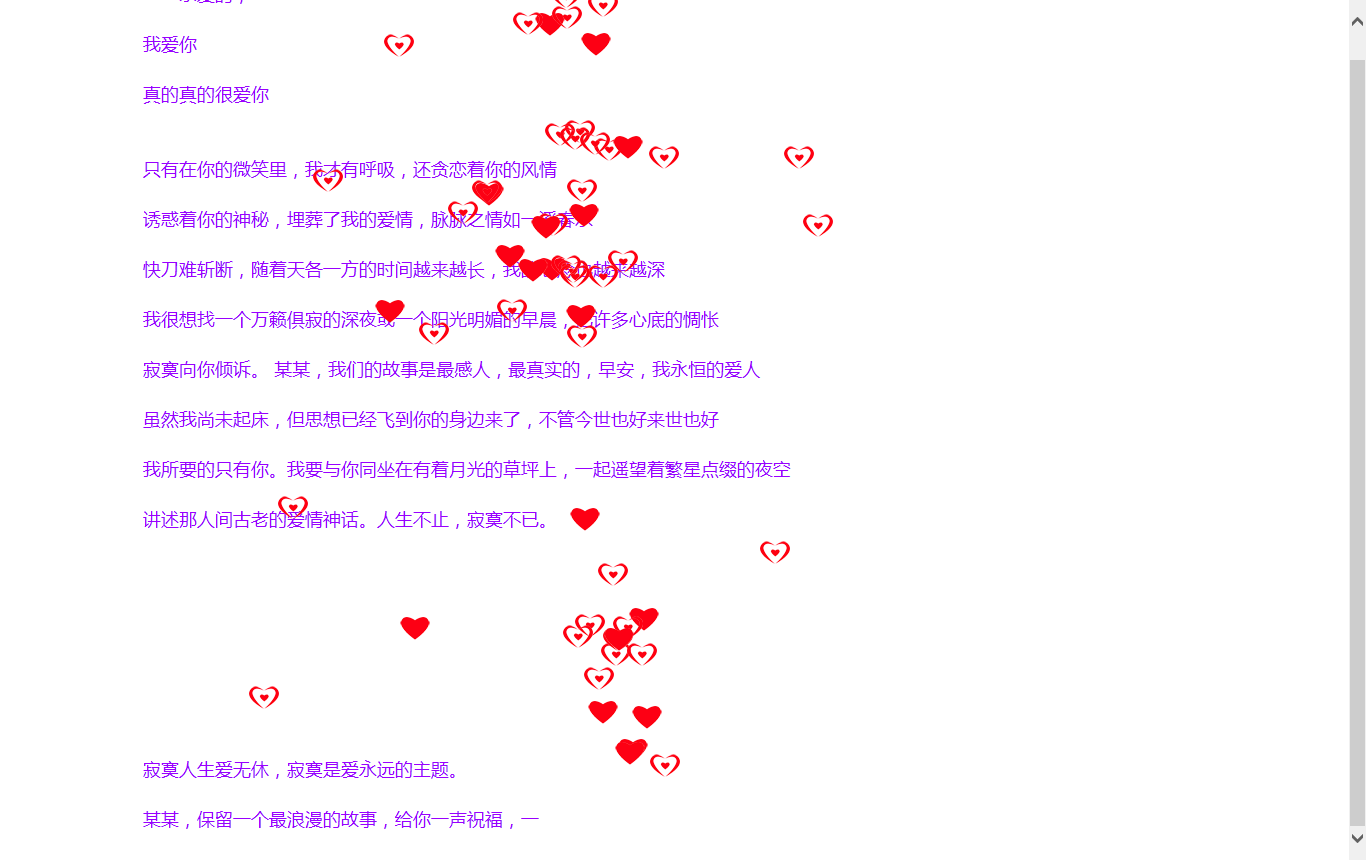 亲爱的，
我爱你
真的真的很爱你
只有在你的微笑里，我才有呼吸，还贪恋着你的风情
诱惑着你的神秘，埋葬了我的爱情，脉脉之情如一溪春水
快刀难斩断，随着天各一方的时间越来越长，我越来越深
我很想找一个万籁俱寂的深夜或一个阳光明媚的早晨，许多心底的惆怅
寂寞向你倾诉。 某某，我们的故事是最感人，最真实的，早安，我永恒的爱人
虽然我尚未起床，但思想已经飞到你的身边来了，不管今世也好来世也好
我所要的只有你。我要与你同坐在有着月光的草坪上，一起遥望着繁星点缀的夜空
讲述那人间古老的爱情神话。人生不止，寂寞不已。
寂寞人生爱无休，寂寞是爱永远的主题。
某某，保留一个最浪漫的故事，给你一声祝福，一